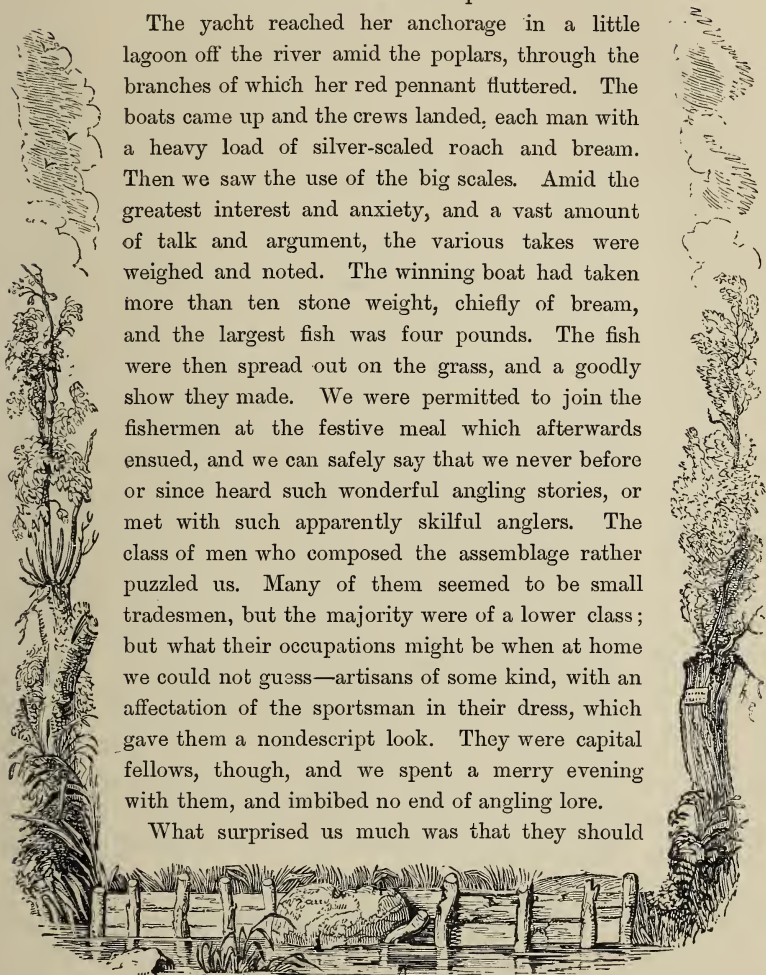 The yacht reached her anchorage in a little
lagoon off the river amid the poplars, through the
branches of which her red pennant fluttered. The
boats came up and the crews landed, each man with
a heavy load of silver-scaled roach and bream.
Then we saw the use of the big scales. Amid the
greatest interest and anxiety, and a vast amount
of talk and argument, the various takes were
weighed and noted. The winning boat had taken
more than ten stone weight, chiefly of bream,
and the largest fish was four pounds. The fish
were then spread out on the grass, and a goodly
show they made. We were permitted to join the
fishermen at the festive meal which afterwards
ensued, and we can safely say that we never before
or since heard such wonderful angling stories, or
met with such apparently skilful anglers. The
class of men who composed the assemblage rather
puzzled us. Many of them seemed to be small
tradesmen, but the majority were of a lower class;
but what their occupations might be when at home
we could not guess—artisans of some kind, with an
affectation of the sportsman in their dress, which
gave them a nondescript look. They were capital
fellows, though, and we spent a merry evening
with them, and imbibed no end of angling lore.
What surprised us much was that they should